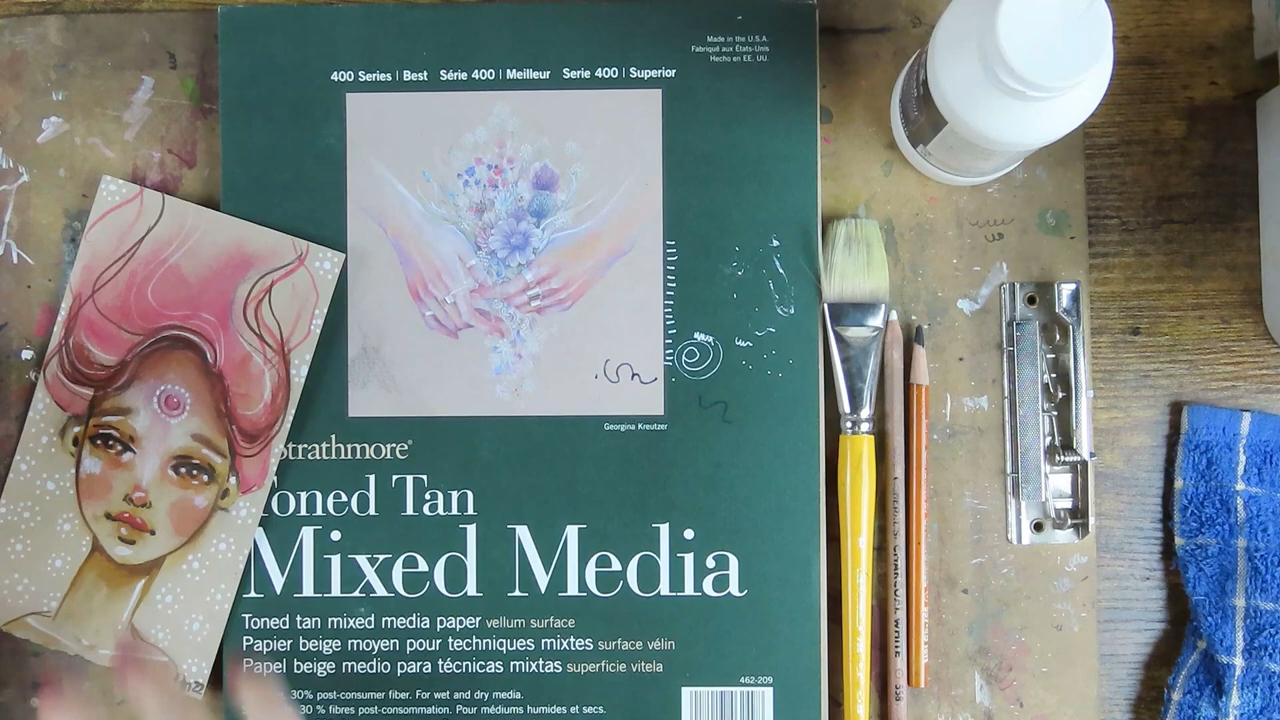 Made in the U.S.A.
Fabriqué aux États-Unis
Hecho en EE. UU.
400 Series | Best Série 400 | Meilleur Serie 400 | Superior
Georgina Kreutzer
Strathmore®
Toned Tan
Mixed Media
Toned tan mixed media paper vellum surface
Papier beige moyen pour techniques mixtes surface vélin
Papel beige medio para técnicas mixtas superficie vitela
462-209
30% post-consumer fiber. For wet and dry media.
30 % fibres post-consommation. Pour médiums humides et secs.
CHARCOAL WHITE 558